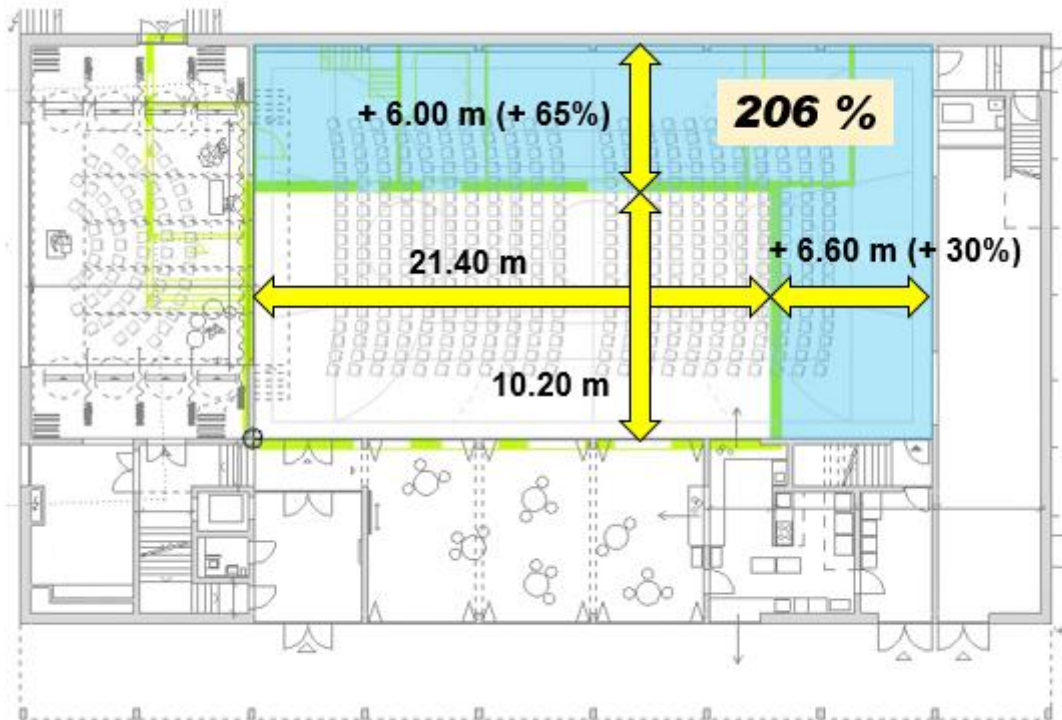 + 6.00 m (+ 65%)
206 %
21.40 m
+ 6.60 m (+ 30%)
10.20 m